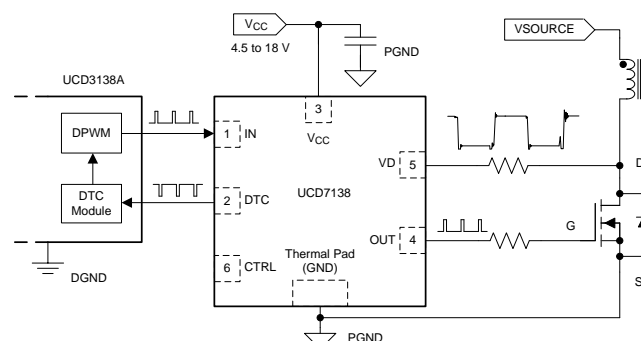 VCC
4.5 to 18 V
PGND
VSOURCE
UCD3138A
DPWM
DTC
Module
DGND
1
IN
2
DTC
6
CTRL
3
VCC
UCD7138
Thermal Pad
(GND)
VD
5
OUT
4
D
G
S
PGND